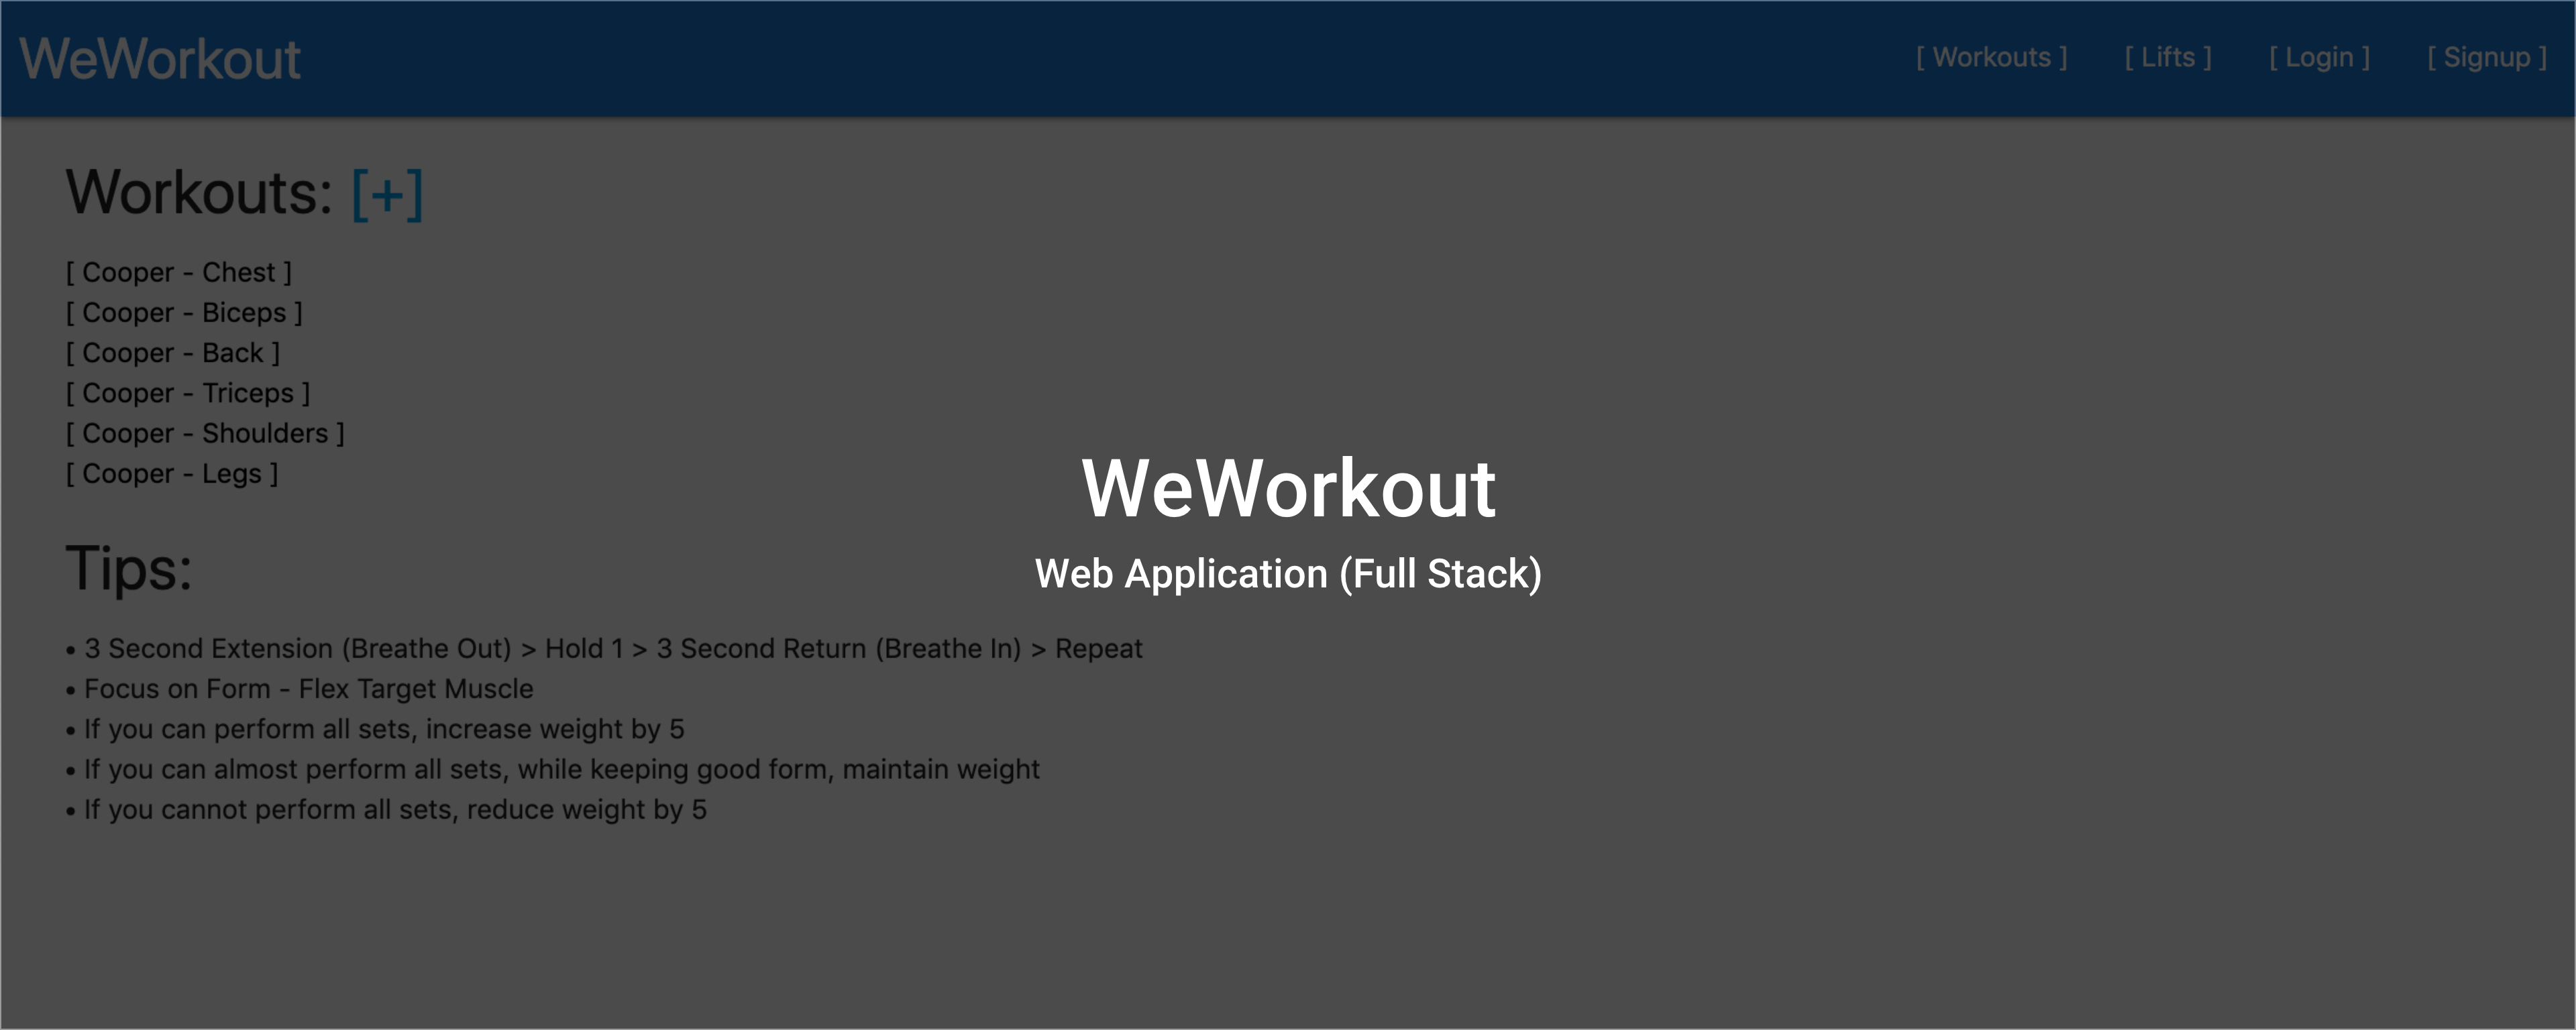 WeWorkout
[ Workouts ] [ Lifts ] [ Login ] [ Signup ]
Workouts: [+]
[ Cooper - Chest ]
[ Cooper - Biceps ]
[ Cooper - Back ]
[ Cooper - Triceps ]
[ Cooper - Shoulders ]
[ Cooper - Legs ]
WeWorkout
Web Application (Full Stack)
Tips:
• 3 Second Extension (Breathe Out) > Hold 1 > 3 Second Return (Breathe In) > Repeat
• Focus on Form - Flex Target Muscle
• If you can perform all sets, increase weight by 5
• If you can almost perform all sets, while keeping good form, maintain weight
• If you cannot perform all sets, reduce weight by 5